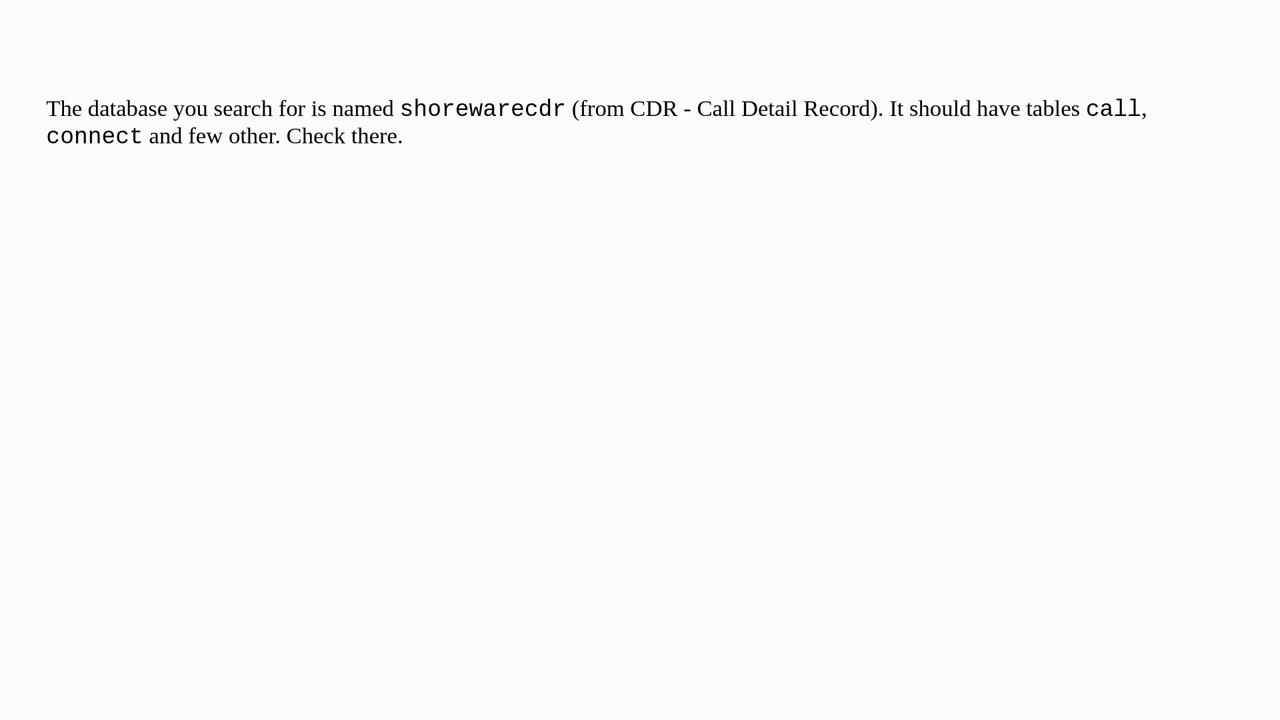 The database you search for is named shorewarecdr (from CDR - Call Detail Record). It should have tables call,
connect and few other. Check there.